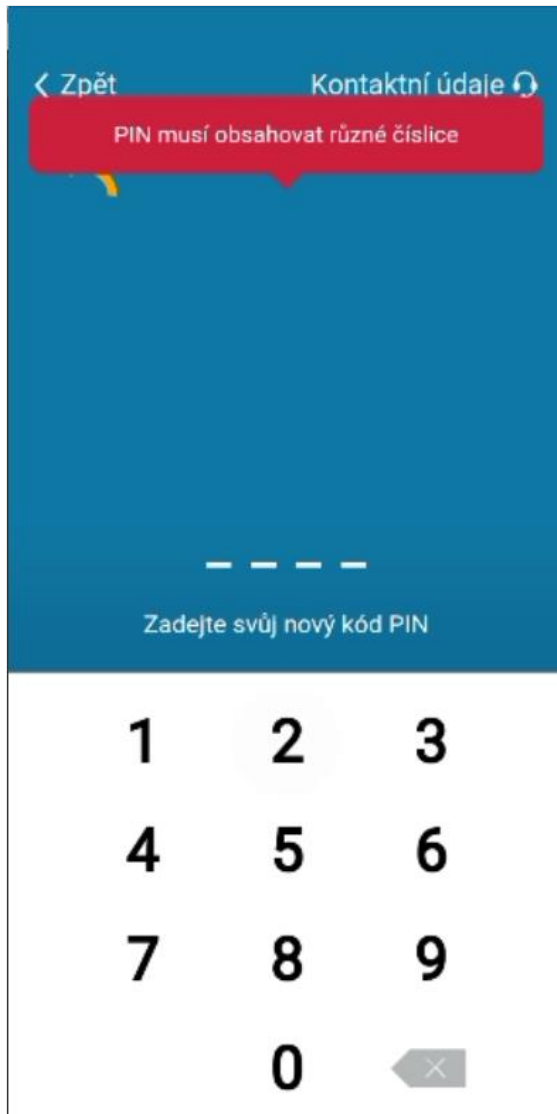 Zpět
Kontaktní údaje
PIN musí obsahovat různé číslice
Zadejte svůj nový kód PIN
1 2 3
4 5 6
7 8 9
0